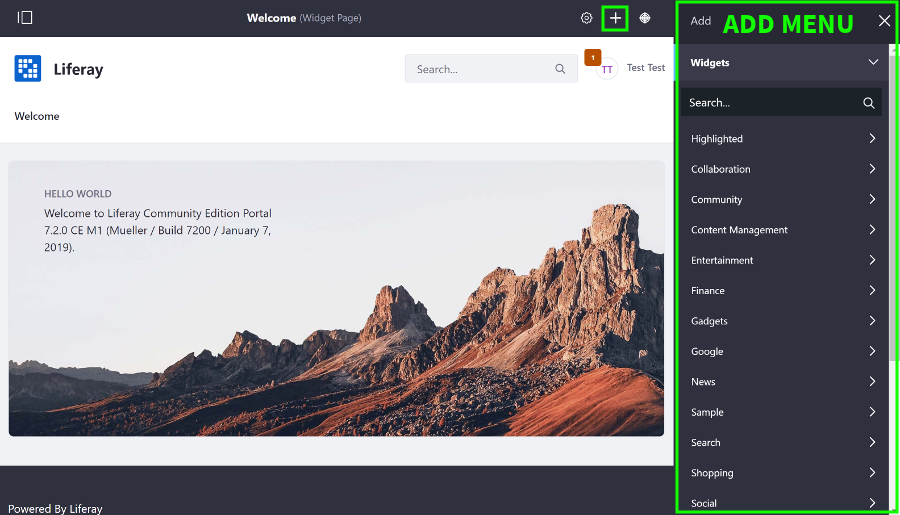 Welcome (Widget Page)
Add
ADD MENU
Liferay
Search...
1
TT
Test Test
Welcome
HELLO WORLD
Welcome to Liferay Community Edition Portal
7.2.0 CE M1 (Mueller / Build 7200 / January 7,
2019).
Powered By Liferay
Widgets
Search...
Highlighted
Collaboration
Community
Content Management
Entertainment
Finance
Gadgets
Google
News
Sample
Search
Shopping
Social